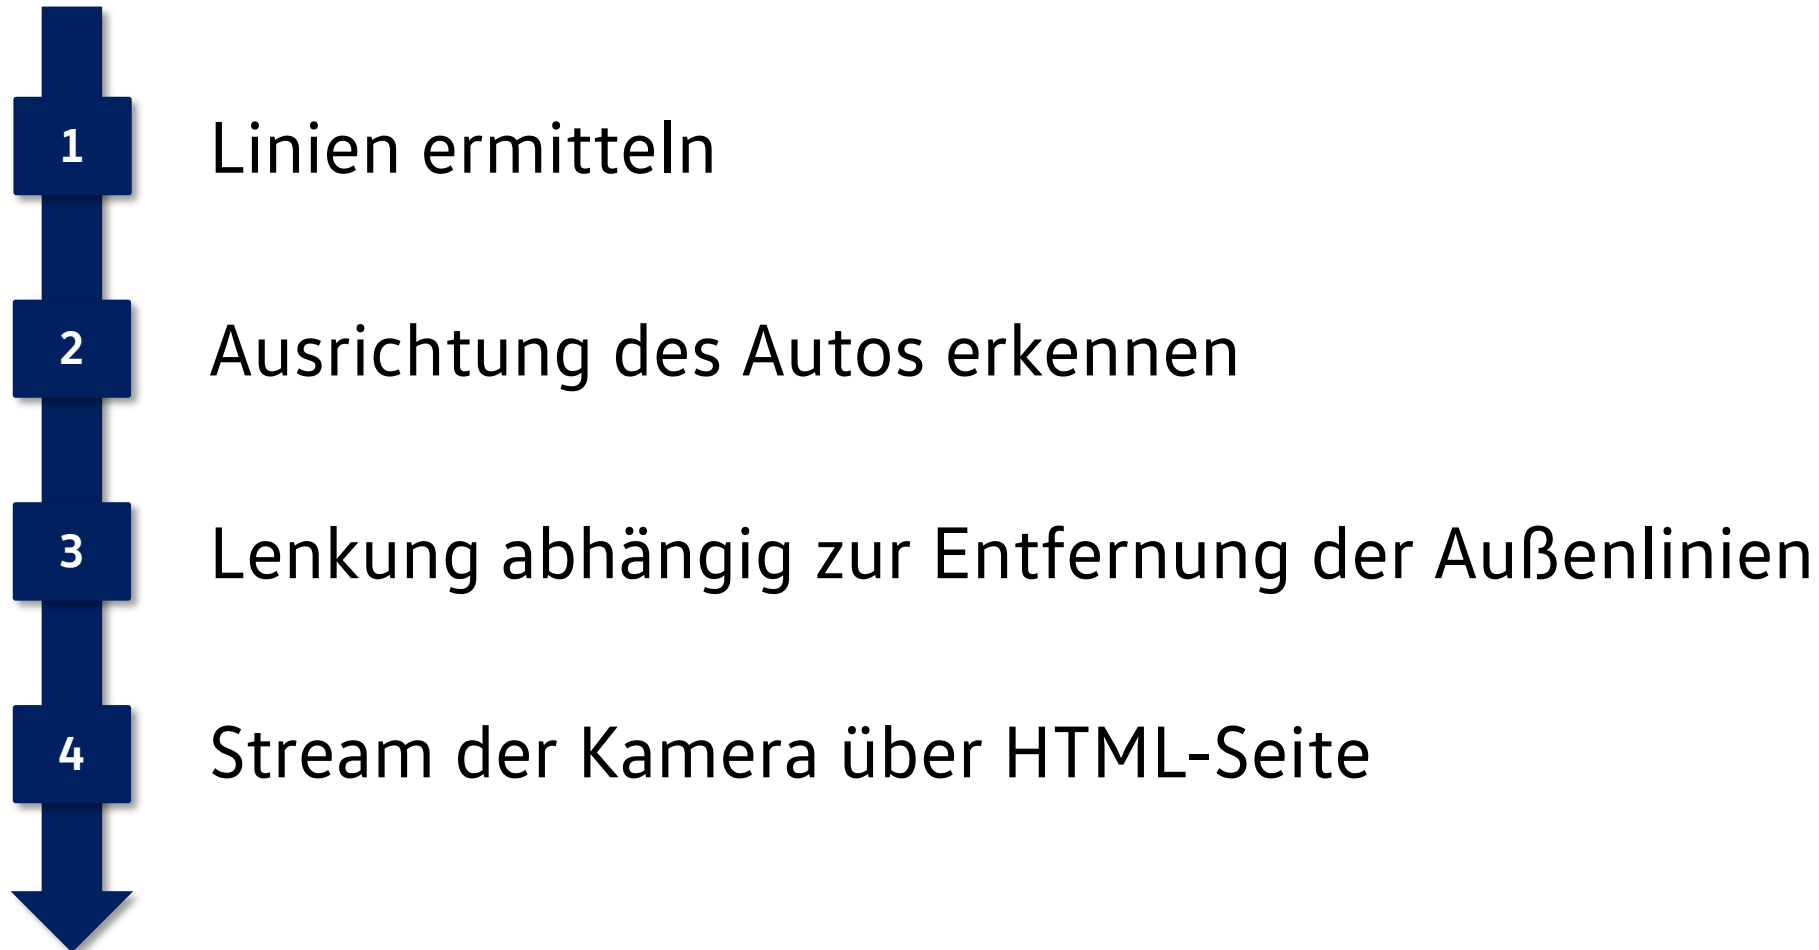 1 Linien ermitteln
2 Ausrichtung des Autos erkennen
3 Lenkung abhängig zur Entfernung der Außenlinien
4 Stream der Kamera über HTML-Seite